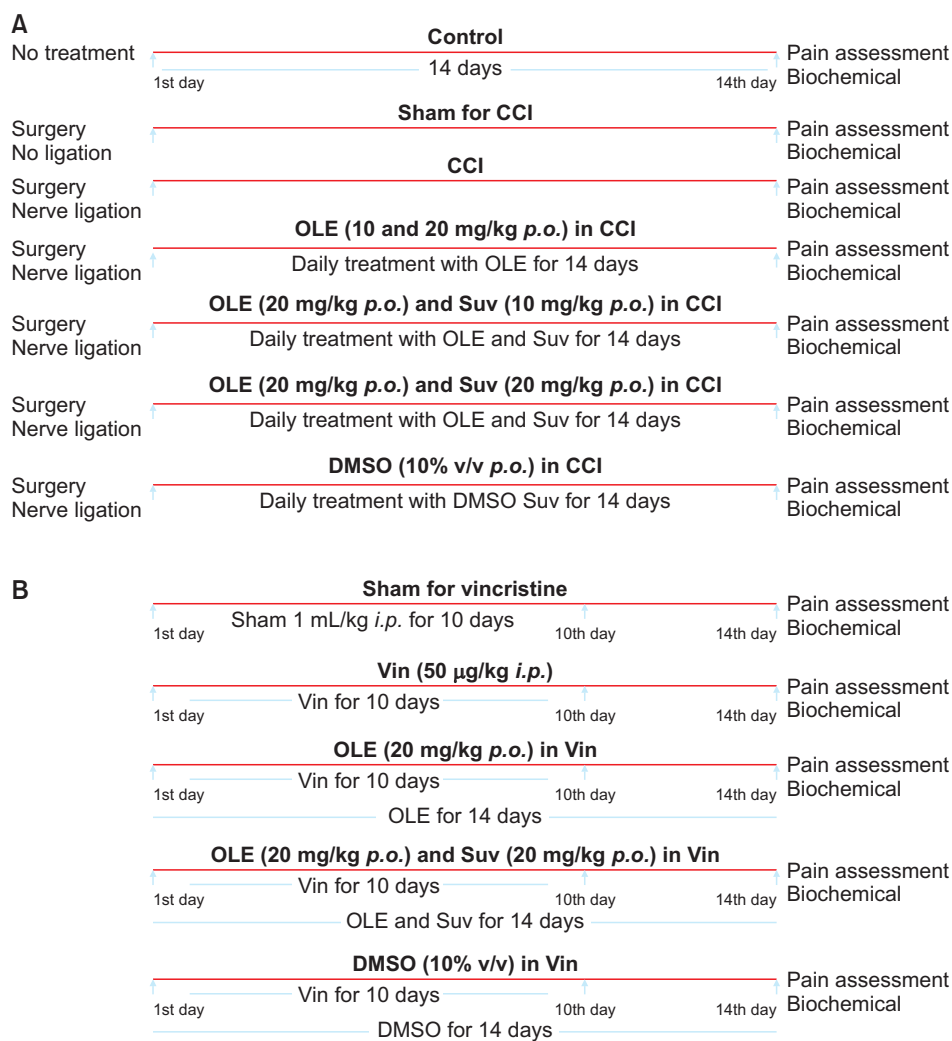 A
Control
No treatment
14 days
1st day
14th day
Pain assessment
Biochemical
Sham for CCI
Surgery
No ligation
Pain assessment
Biochemical
CCI
Surgery
Nerve ligation
Pain assessment
Biochemical
OLE (10 and 20 mg/kg p.o.) in CCI
Surgery
Nerve ligation
Daily treatment with OLE for 14 days
Pain assessment
Biochemical
OLE (20 mg/kg p.o.) and Suv (10 mg/kg p.o.) in CCI
Surgery
Nerve ligation
Daily treatment with OLE and Suv for 14 days
Pain assessment
Biochemical
OLE (20 mg/kg p.o.) and Suv (20 mg/kg p.o.) in CCI
Surgery
Nerve ligation
Daily treatment with OLE and Suv for 14 days
Pain assessment
Biochemical
DMSO (10% v/v p.o.) in CCI
Surgery
Nerve ligation
Daily treatment with DMSO Suv for 14 days
Pain assessment
Biochemical
B
Sham for vincristine
1st day
Sham 1 mL/kg i.p. for 10 days
10th day
14th day
Pain assessment
Biochemical
Vin (50 μg/kg i.p.)
Vin for 10 days
1st day
10th day
14th day
Pain assessment
Biochemical
OLE (20 mg/kg p.o.) in Vin
Vin for 10 days
1st day
10th day
14th day
Pain assessment
Biochemical
OLE for 14 days
OLE (20 mg/kg p.o.) and Suv (20 mg/kg p.o.) in Vin
Vin for 10 days
1st day
10th day
14th day
Pain assessment
Biochemical
OLE and Suv for 14 days
DMSO (10% v/v) in Vin
Vin for 10 days
1st day
10th day
14th day
Pain assessment
Biochemical
DMSO for 14 days